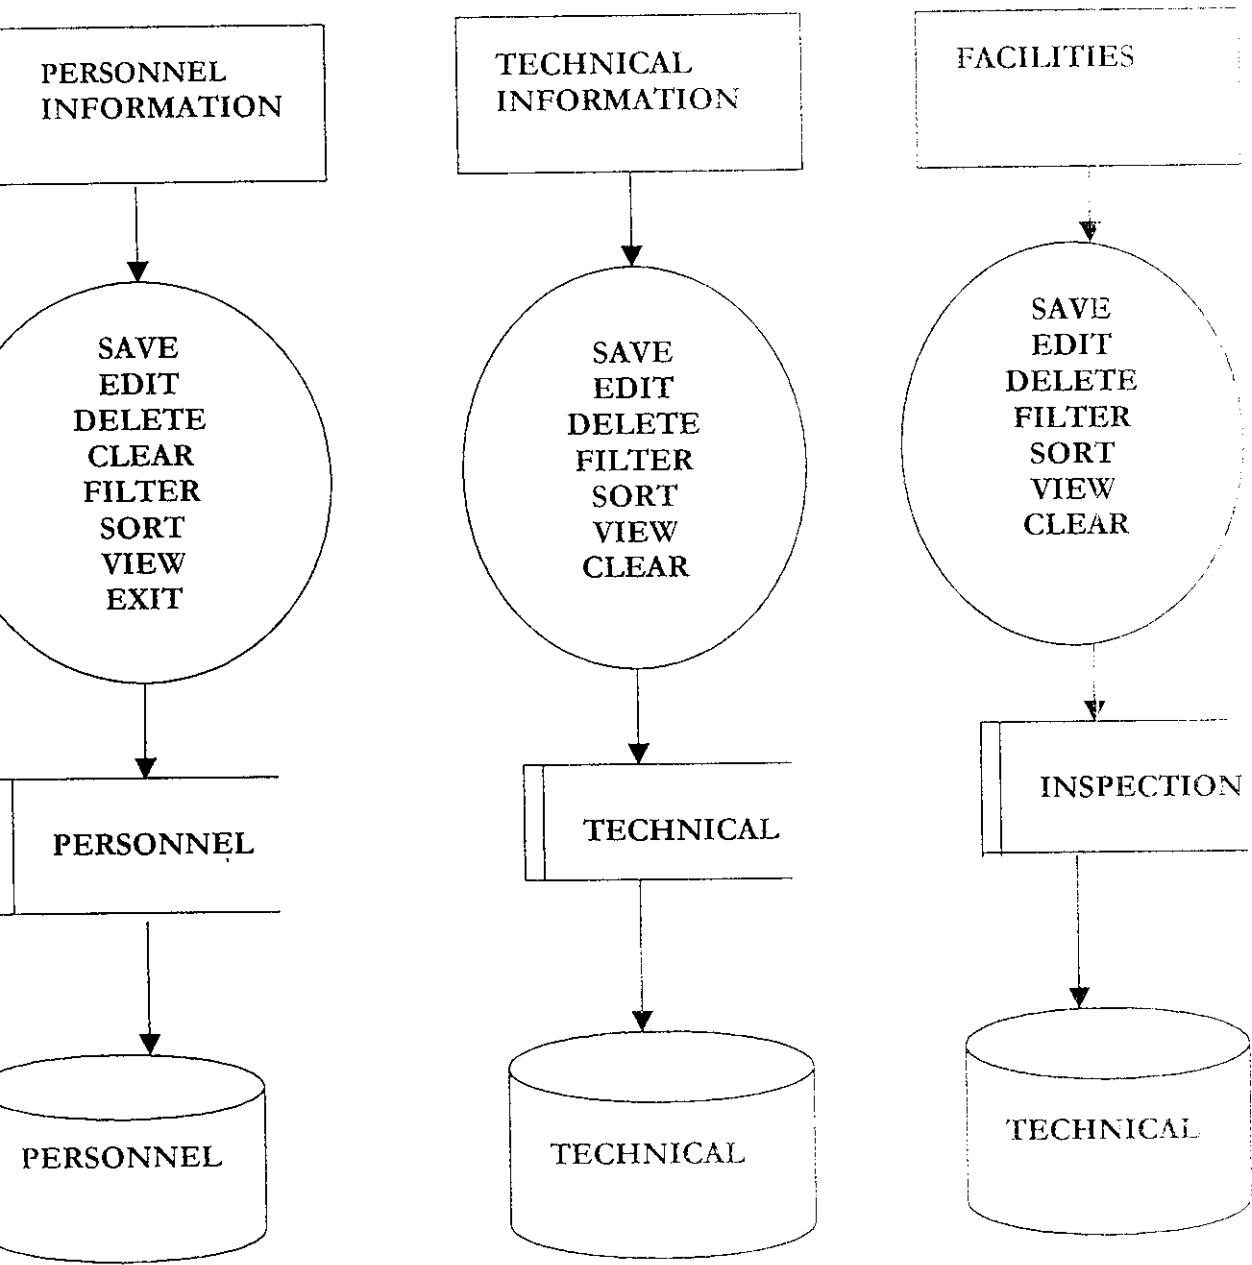 PERSONNEL
INFORMATION
SAVE
EDIT
DELETE
CLEAR
FILTER
SORT
VIEW
EXIT
PERSONNEL
PERSONNEL
TECHNICAL
INFORMATION
SAVE
EDIT
DELETE
FILTER
SORT
VIEW
CLEAR
TECHNICAL
TECHNICAL
FACILITIES
SAVE
EDIT
DELETE
FILTER
SORT
VIEW
CLEAR
INSPECTION
TECHNICAL